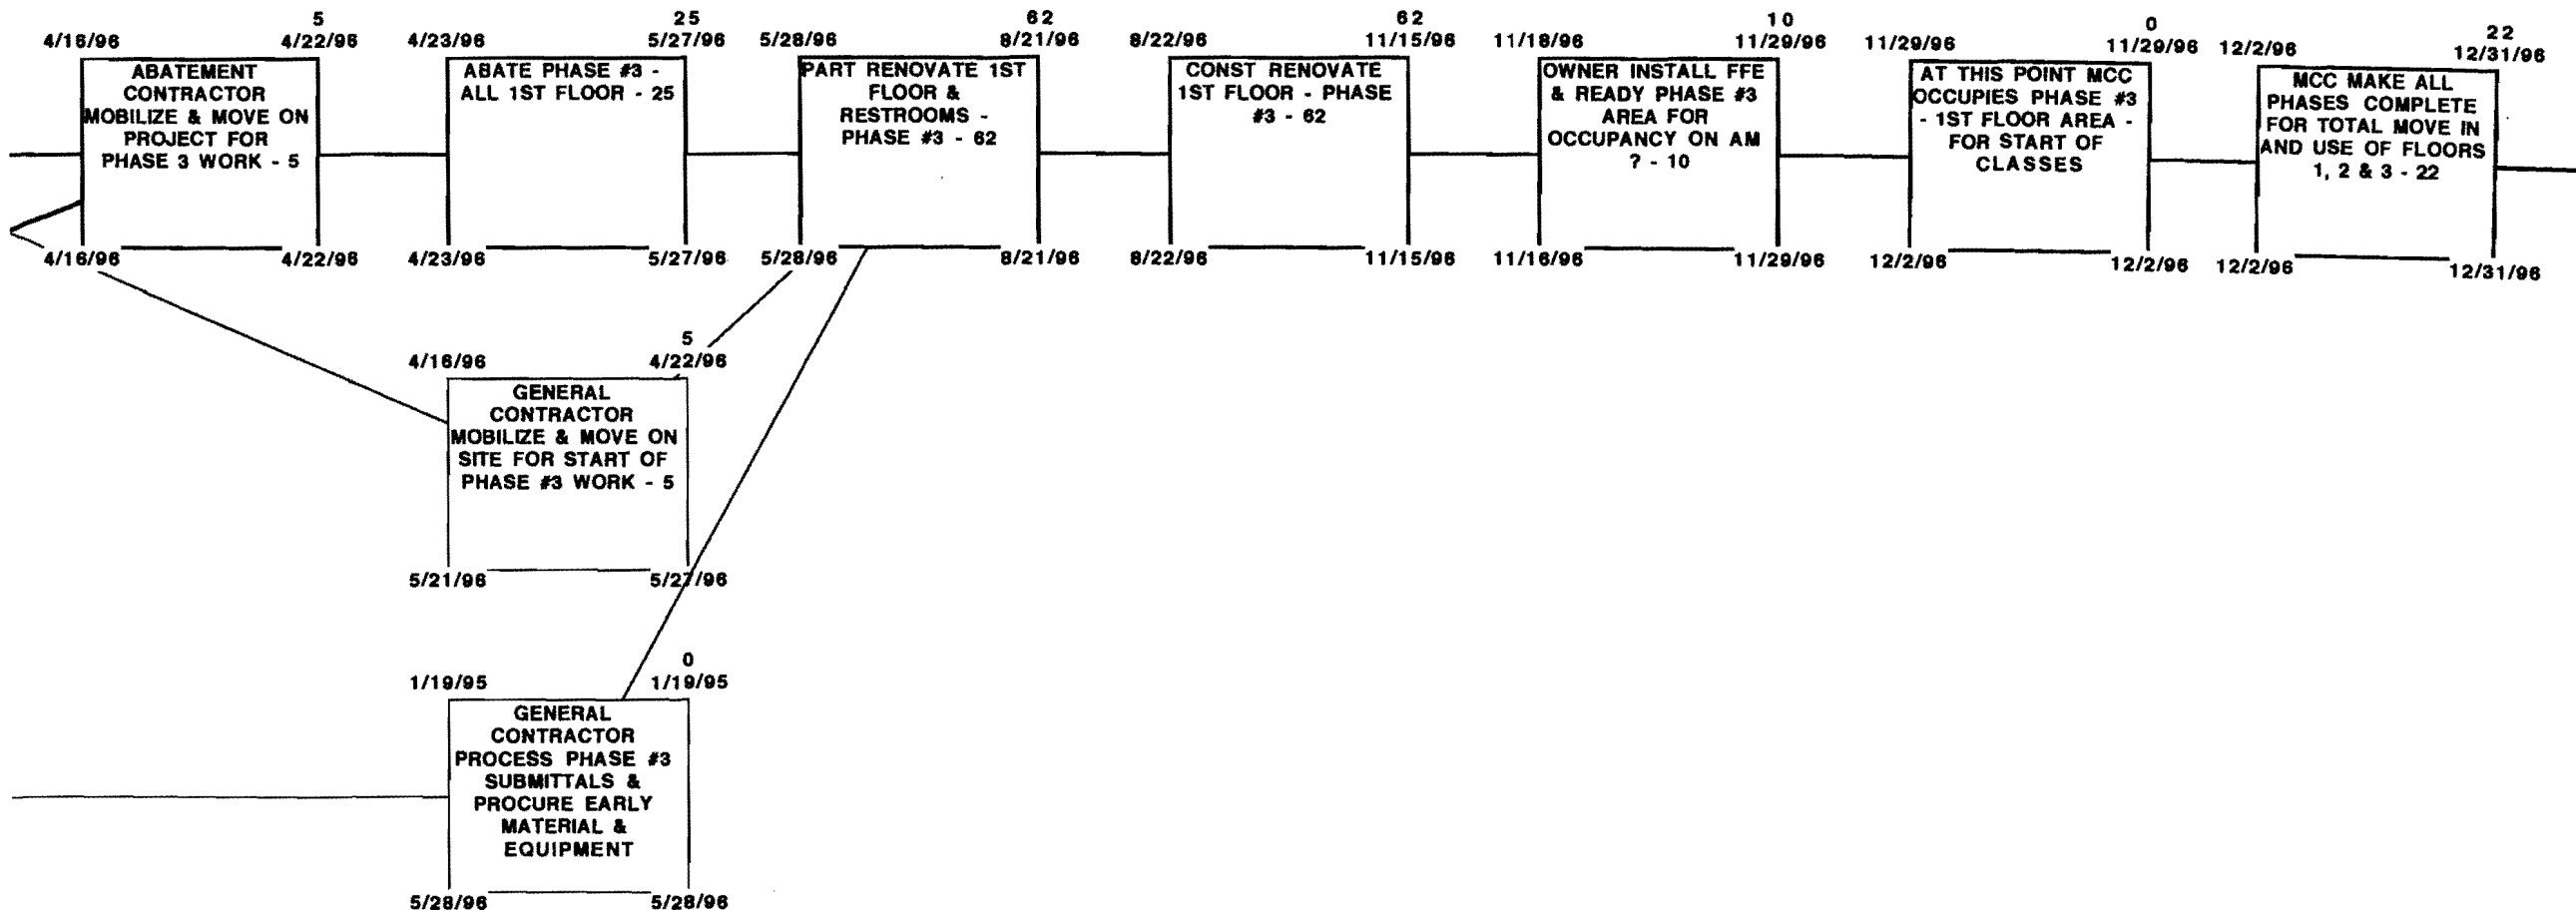 5
4/16/96 4/22/96
ABATEMENT
CONTRACTOR
MOBILIZE & MOVE ON
PROJECT FOR
PHASE 3 WORK - 5
4/16/96 4/22/96
25
4/23/96 5/27/96
ABATE PHASE #3 -
ALL 1ST FLOOR - 25
4/23/96 5/27/96
62
5/28/96 8/21/96
PART RENOVATE 1ST
FLOOR &
RESTROOMS -
PHASE #3 - 62
5/28/96 8/21/96
62
8/22/96 11/15/96
CONST RENOVATE
1ST FLOOR - PHASE
#3 - 62
8/22/96 11/15/96
10
11/18/96 11/29/96
OWNER INSTALL FFE
& READY PHASE #3
AREA FOR
OCCUPANCY ON AM
? - 10
11/18/96 11/29/96
0
11/29/96 11/29/96
AT THIS POINT MCC
OCCUPIES PHASE #3
- 1ST FLOOR AREA -
FOR START OF
CLASSES
12/2/96 12/2/96
22
12/2/96 12/31/96
MCC MAKE ALL
PHASES COMPLETE
FOR TOTAL MOVE IN
AND USE OF FLOORS
1, 2 & 3 - 22
12/2/96 12/31/96
5
4/16/96 4/22/96
GENERAL
CONTRACTOR
MOBILIZE & MOVE ON
SITE FOR START OF
PHASE #3 WORK - 5
5/21/96 5/27/96
0
1/19/95 1/19/95
GENERAL
CONTRACTOR
PROCESS PHASE #3
SUBMITTALS &
PROCURE EARLY
MATERIAL &
EQUIPMENT
5/28/96 5/28/96